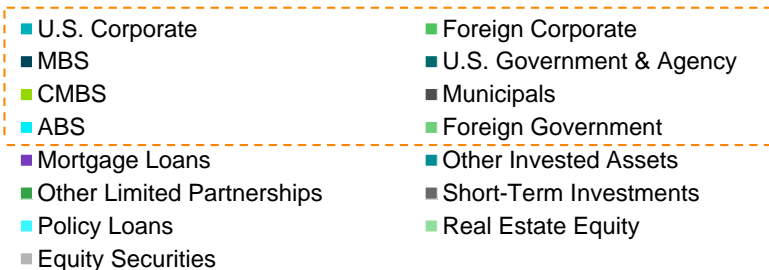 U.S. Corporate Foreign Corporate
MBS U.S. Government & Agency
CMBS Municipals
ABS Foreign Government
Mortgage Loans Other Invested Assets
Other Limited Partnerships Short-Term Investments
Policy Loans Real Estate Equity
Equity Securities